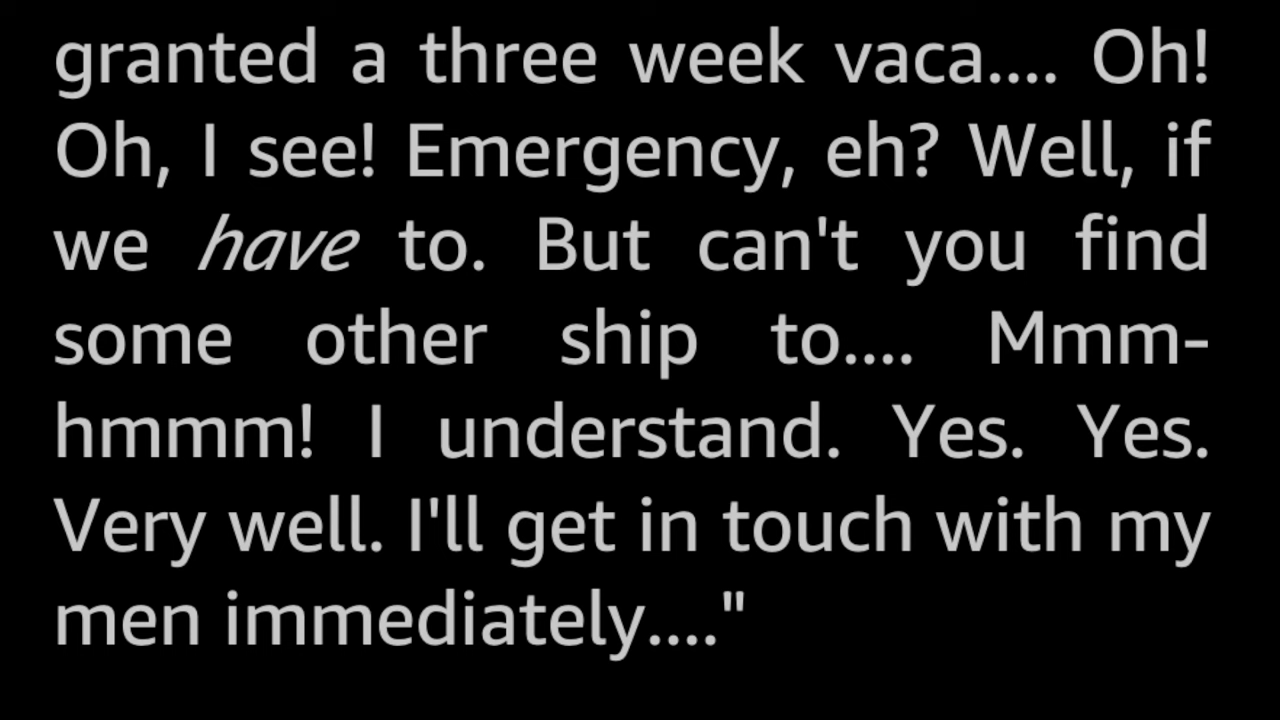 granted a three week vaca.... Oh!
Oh, I see! Emergency, eh? Well, if
we have to. But can't you find
some other ship to.... Mmm-
hmmm! I understand. Yes. Yes.
Very well. I'll get in touch with my
men immediately...."